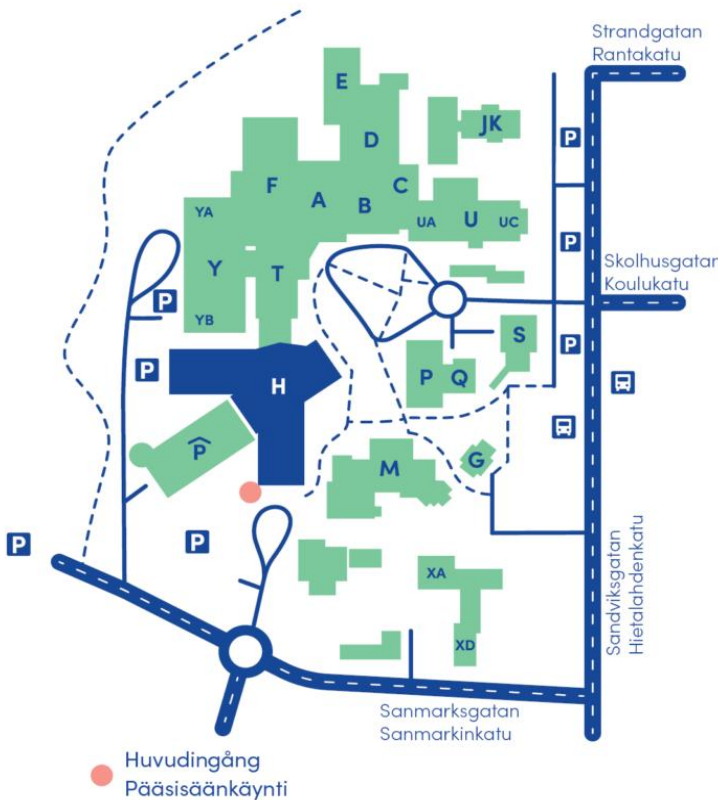 Strandgatan
Rantakatu
E
JK
D
P
F
A
B
C
YA
UA
U
UC
P
Y
T
Skolhusgatan
Koulukatu
P
YB
S
P
P
H
P
Q
P
M
G
P
P
XA
XD
Sandviksgatan
Hietalahdenkatu
Sanmarksgatan
Sanmarkinkatu
Huvudingång
Pääsisäänkäynti